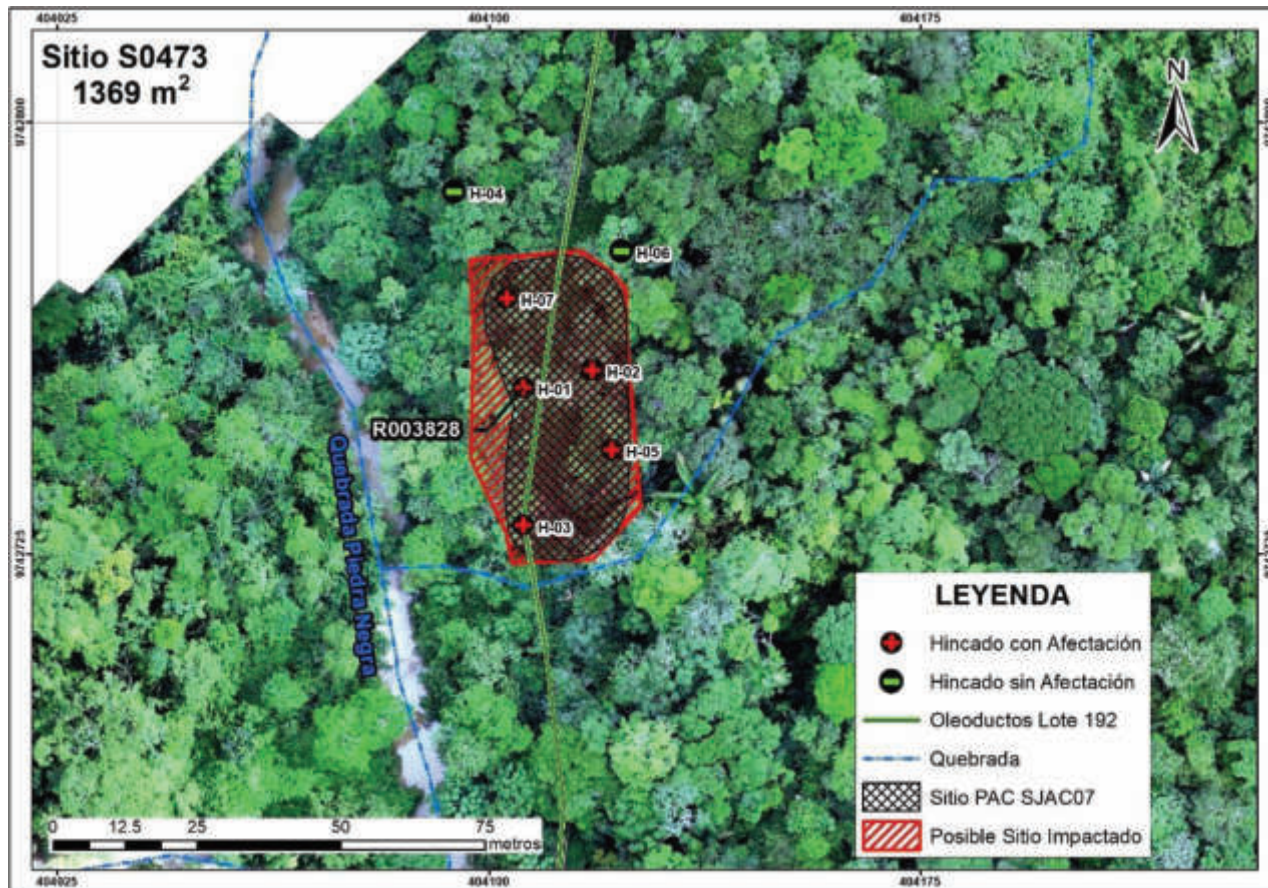 404025
404100
404175
Sitio S0473
1369 m²
N
9742800
9742800
H-04
H-06
H-07
H-02
H-01
R003828
H-05
Quebrada Piedra Negra
H-03
9742725
9742725
LEYENDA
Hincado con Afectación
Hincado sin Afectación
Oleoductos Lote 192
Quebrada
Sitio PAC SJAC07
Posible Sitio Impactado
0 12.5 25 50 75
metros
404025
404100
404175